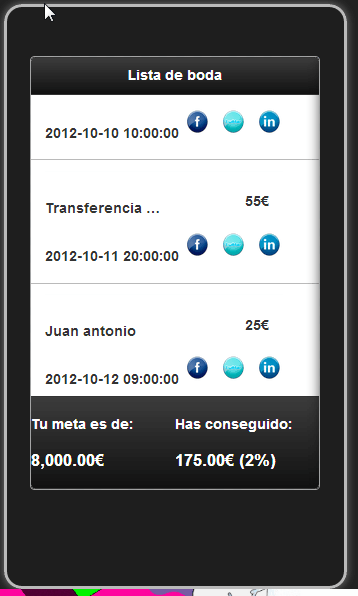 Lista de boda
2012-10-10 10:00:00
Transferencia ... 55€
2012-10-11 20:00:00
Juan antonio 25€
2012-10-12 09:00:00
Tu meta es de: Has conseguido:
8,000.00€ 175.00€ (2%)